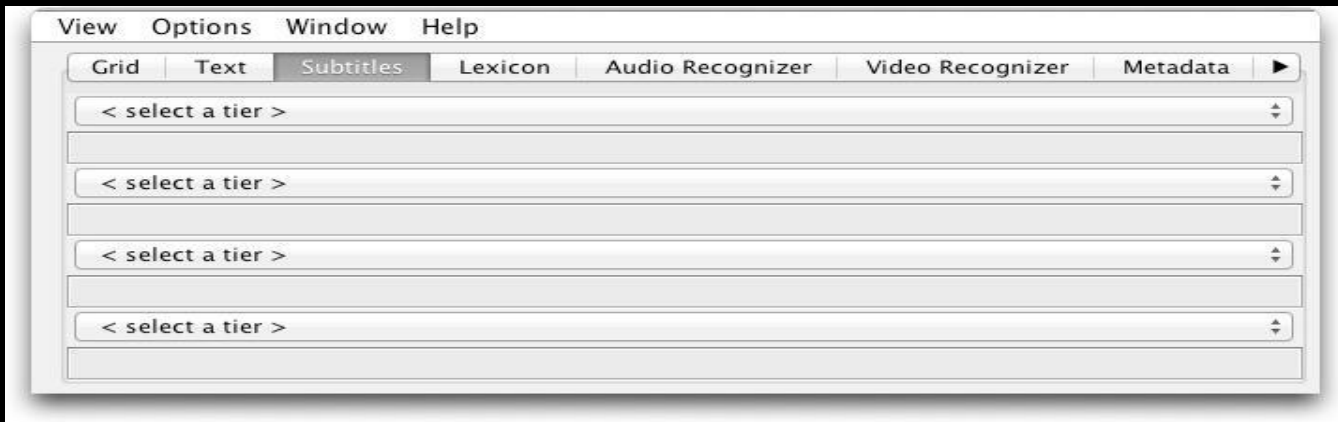 View Options Window Help
Grid Text Subtitles Lexicon Audio Recognizer Video Recognizer Metadata
< select a tier >
< select a tier >
< select a tier >
< select a tier >